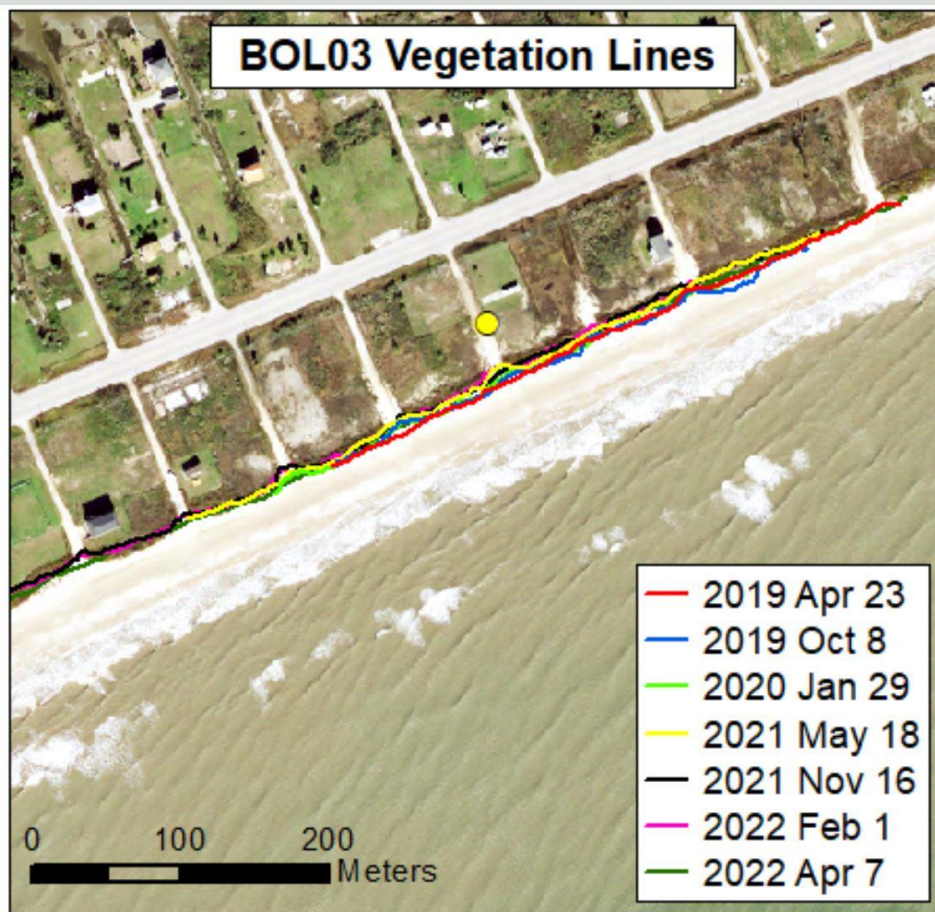 BOL03 Vegetation Lines
2019 Apr 23
2019 Oct 8
2020 Jan 29
2021 May 18
2021 Nov 16
2022 Feb 1
2022 Apr 7
0 100 200
Meters